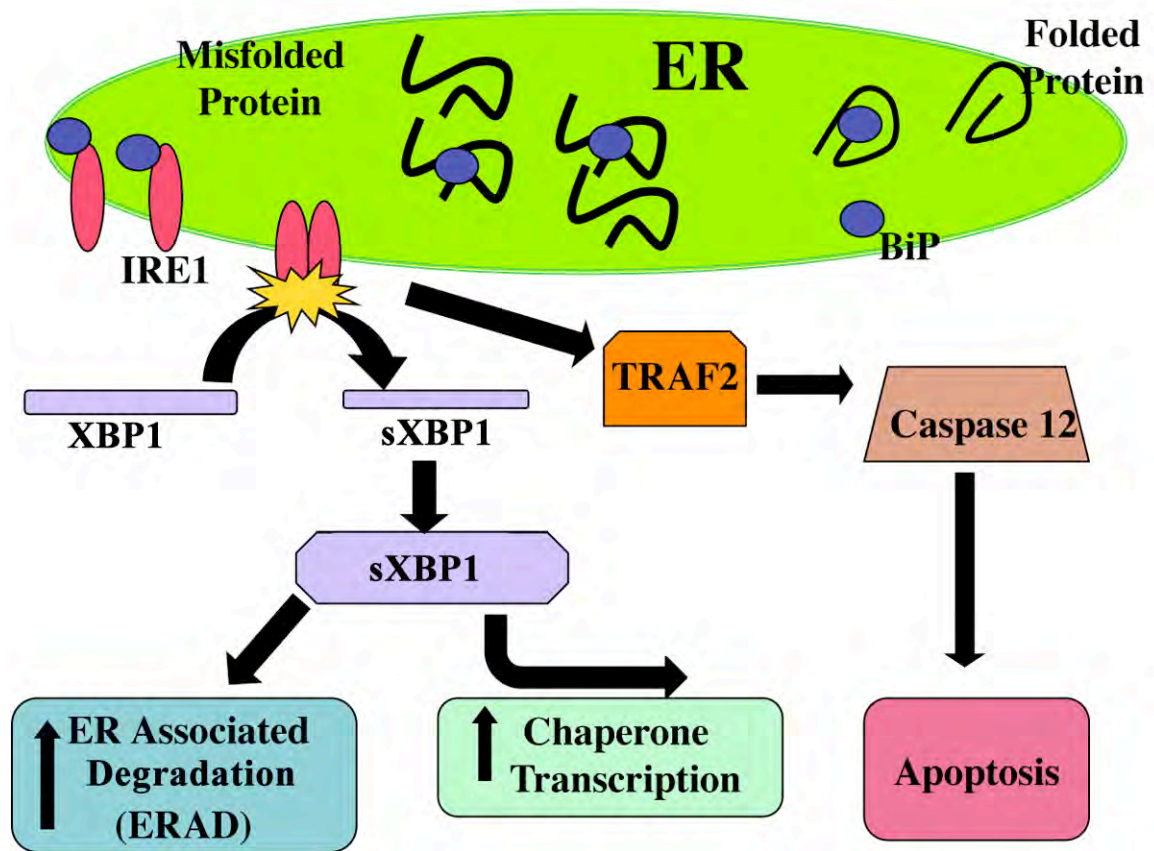 Misfolded
Protein
ER
Folded
Protein
IRE1
BiP
XBP1
sXBP1
TRAF2
Caspase 12
sXBP1
ER Associated
Degradation
(ERAD)
Chaperone
Transcription
Apoptosis